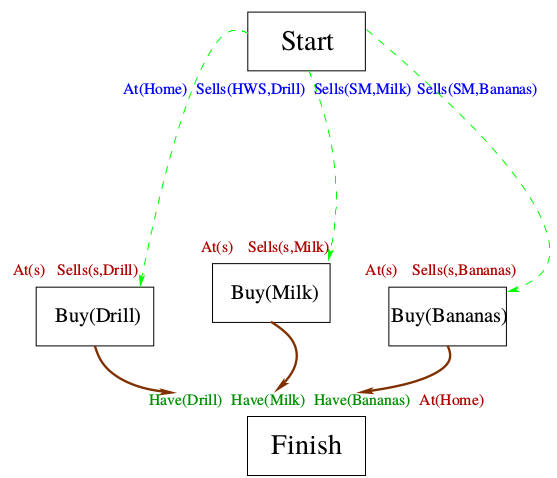 Start
At(Home) Sells(HWS,Drill) Sells(SM,Milk) Sells(SM,Bananas)
At(s) Sells(s,Drill)
At(s) Sells(s,Milk)
At(s) Sells(s,Bananas)
Buy(Drill)
Buy(Milk)
Buy(Bananas)
Have(Drill) Have(Milk) Have(Bananas) At(Home)
Finish